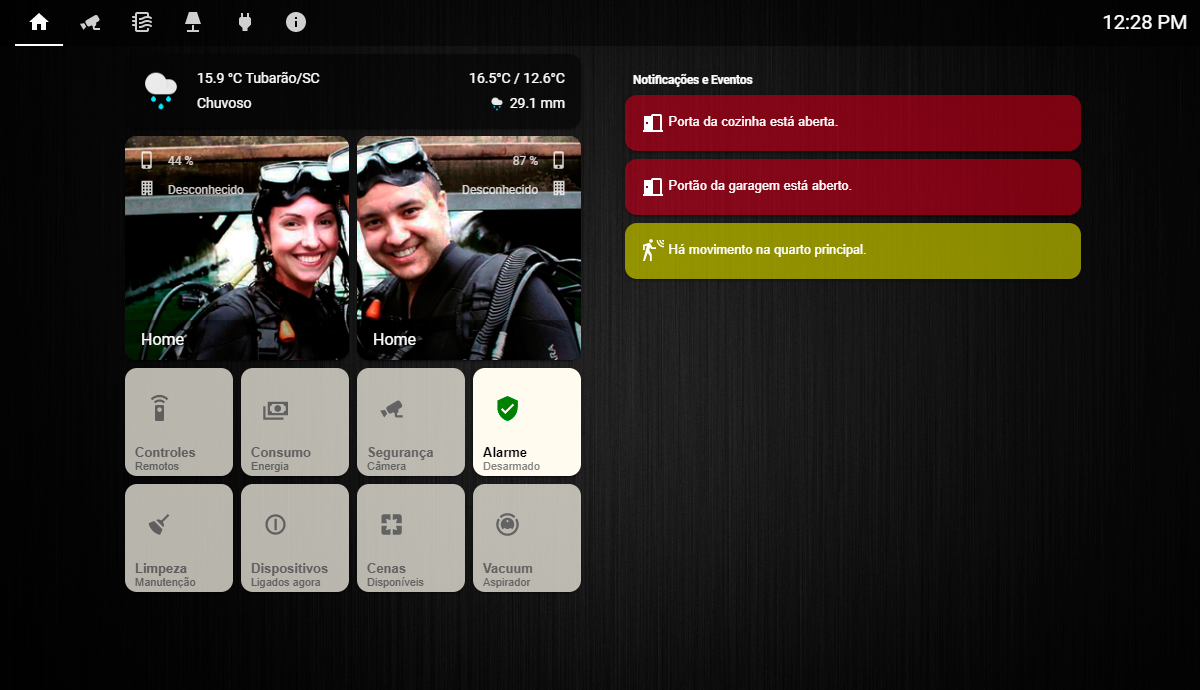 12:28 PM
15.9 °C Tubarão/SC
16.5°C / 12.6°C
Chuvoso
29.1 mm
44 %
Desconhecido
Home
87 %
Desconhecido
Home
Controles
Remotos
Consumo
Energia
Segurança
Câmera
Alarme
Desarmado
Limpeza
Manutenção
Dispositivos
Ligados agora
Cenas
Disponíveis
Vacuum
Aspirador
Notificações e Eventos
Porta da cozinha está aberta.
Portão da garagem está aberto.
Há movimento na quarto principal.